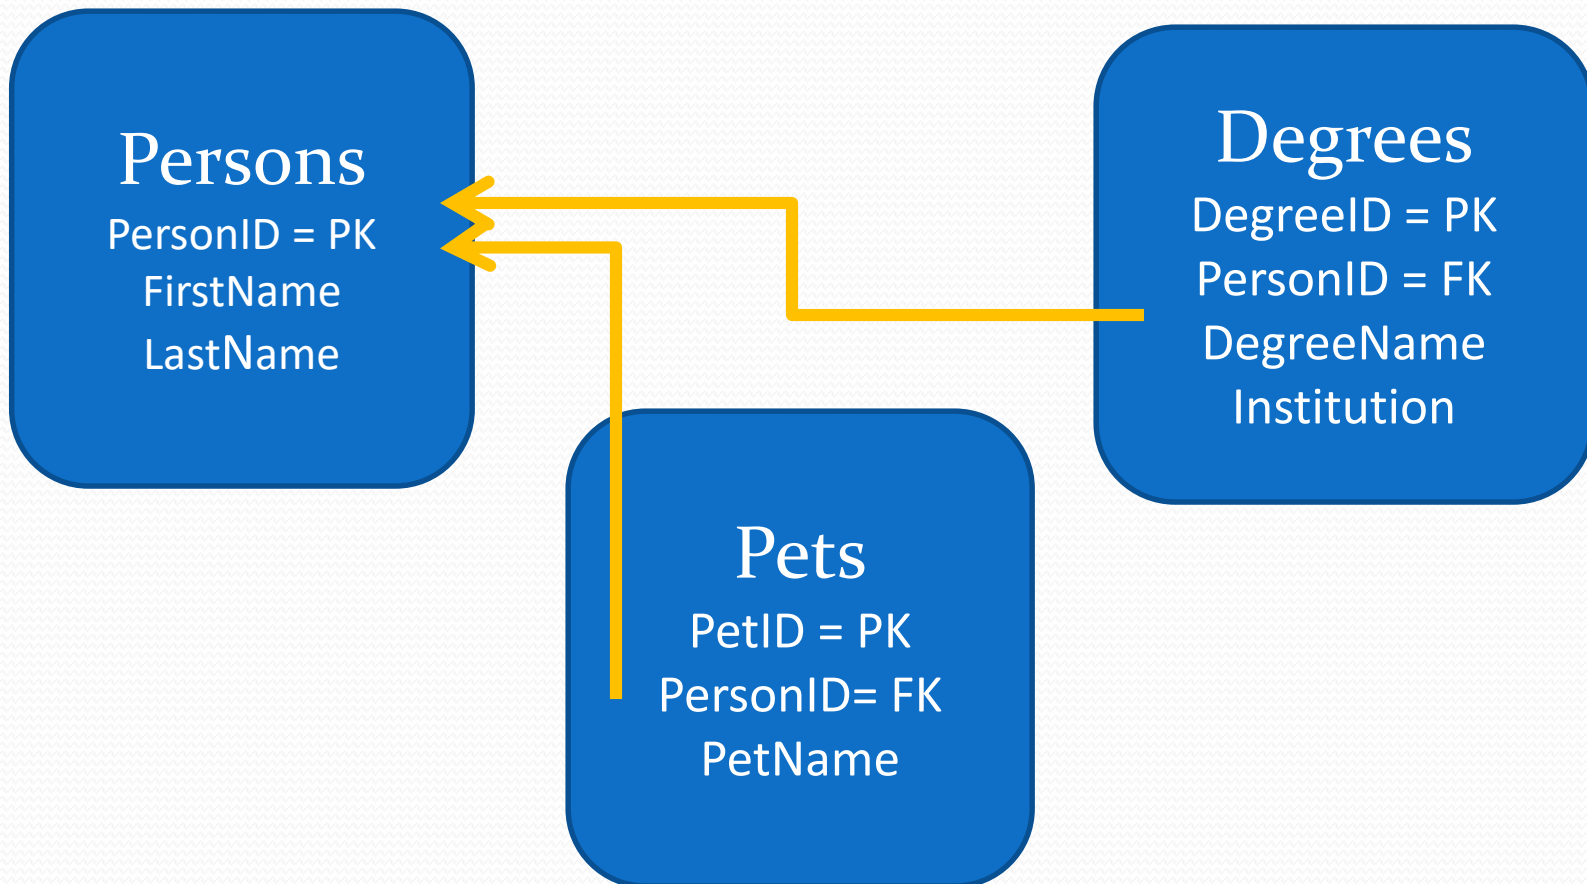 Persons
PersonID = PK
FirstName
LastName
Degrees
DegreeID = PK
PersonID = FK
DegreeName
Institution
Pets
PetID = PK
PersonID= FK
PetName